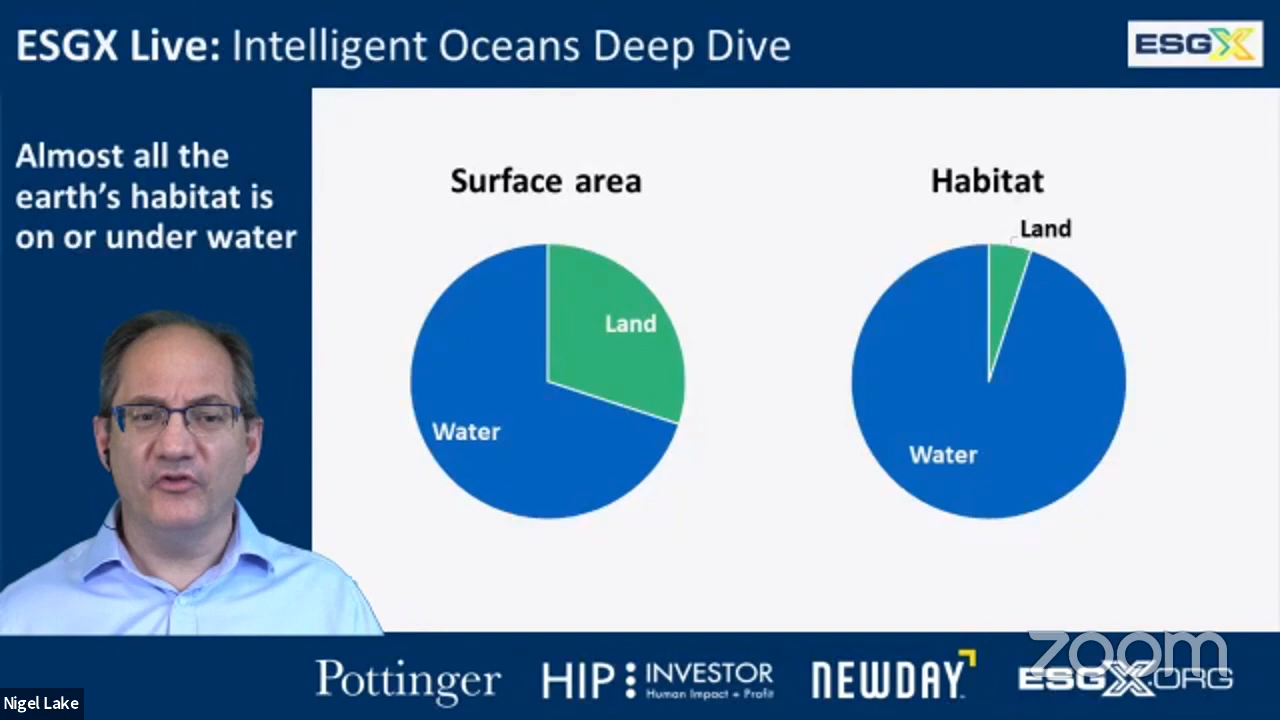 ESGX Live: Intelligent Oceans Deep Dive
ESGX
Almost all the
earth's habitat is
on or under water
Surface area
Land
Water
Habitat
Land
Water
Pottinger
HIP INVESTOR
Human Impact + Profit
NEWDAY
zoom
ESGX.ORG
Nigel Lake